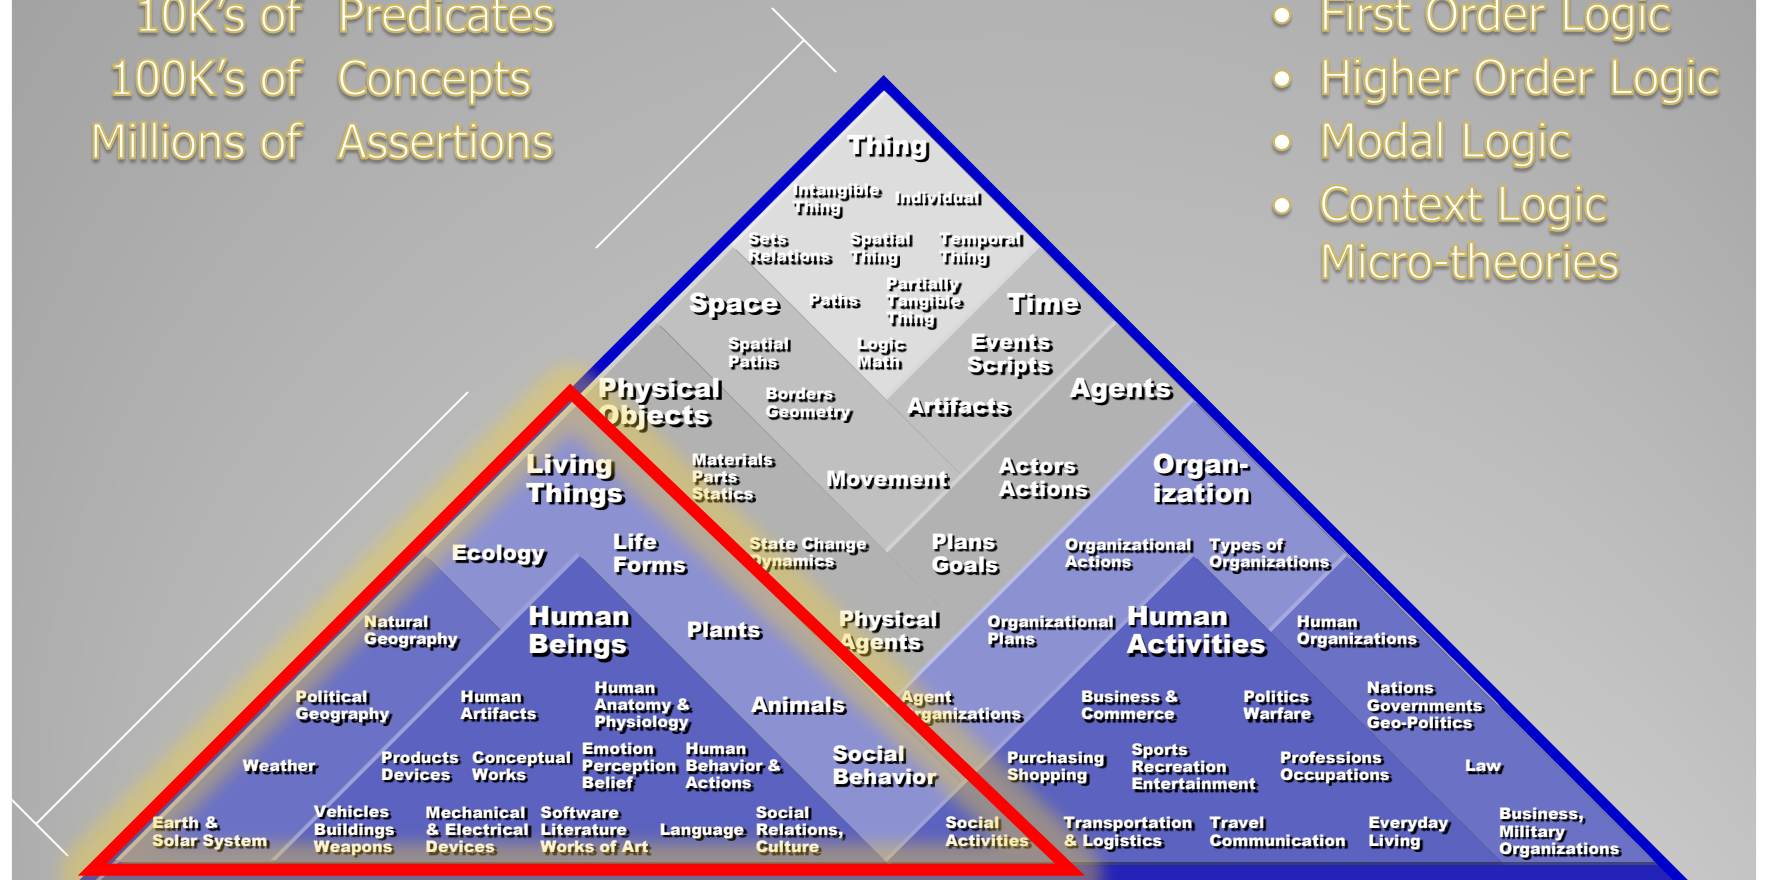 10K's of Predicates
100K's of Concepts
Millions of Assertions
• First Order Logic
• Higher Order Logic
• Modal Logic
• Context Logic
Micro-theories
Thing
Intangible
Thing
Individual
Sets
Relations
Spatial
Thing
Temporal
Thing
Space
Paths
Partially
Tangible
Thing
Time
Spatial
Paths
Logic
Math
Events
Scripts
Physical
Objects
Borders
Geometry
Artifacts
Agents
Living
Things
Materials
Parts
Statics
Movement
Actors
Actions
Organ-
ization
Ecology
Life
Forms
State Change
Dynamics
Plans
Goals
Organizational
Actions
Types of
Organizations
Natural
Geography
Human
Beings
Plants
Physical
Agents
Organizational
Plans
Human
Activities
Human
Organizations
Political
Geography
Human
Artifacts
Human
Anatomy &
Physiology
Animals
Agent
Organizations
Business &
Commerce
Politics
Warfare
Nations
Governments
Geo-Politics
Weather
Products
Devices
Conceptual
Works
Emotion
Perception
Belief
Human
Behavior &
Actions
Social
Behavior
Purchasing
Shopping
Sports
Recreation
Entertainment
Professions
Occupations
Law
Earth &
Solar System
Vehicles
Buildings
Weapons
Mechanical
& Electrical
Devices
Software
Literature
Works of Art
Language
Social
Relations,
Culture
Social
Activities
Transportation
& Logistics
Travel
Communication
Everyday
Living
Business,
Military
Organizations